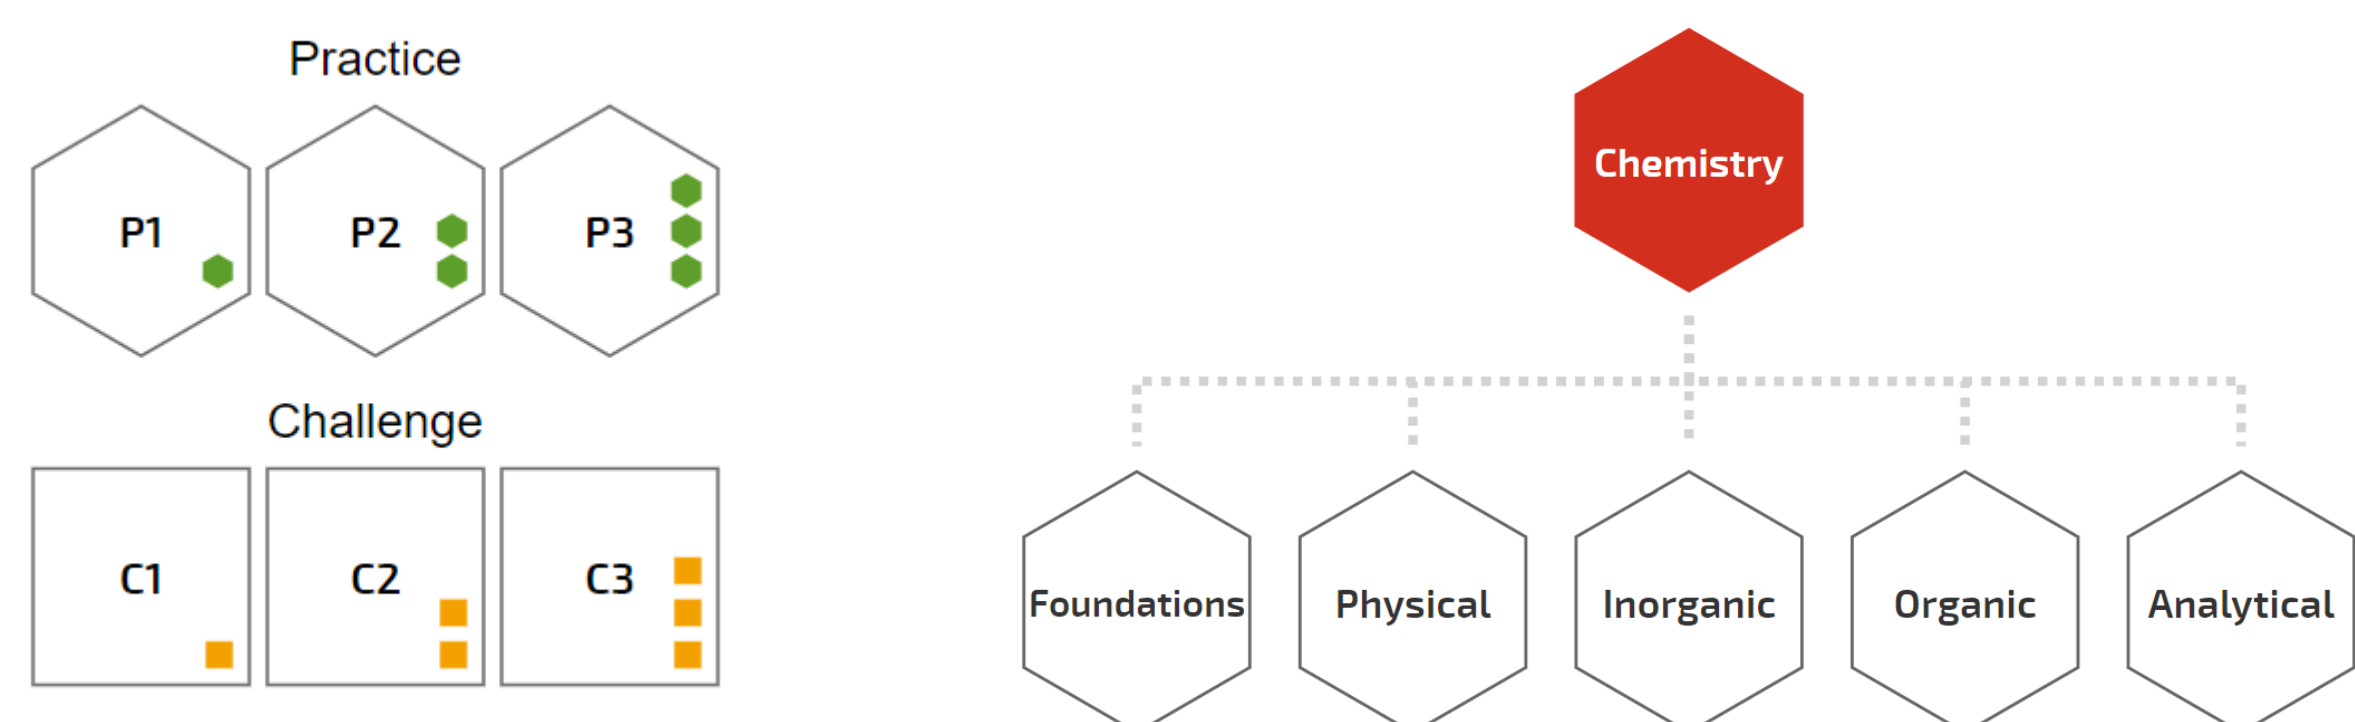 Practice
P1
P2
P3
Challenge
C1
C2
C3
Chemistry
Foundations
Physical
Inorganic
Organic
Analytical